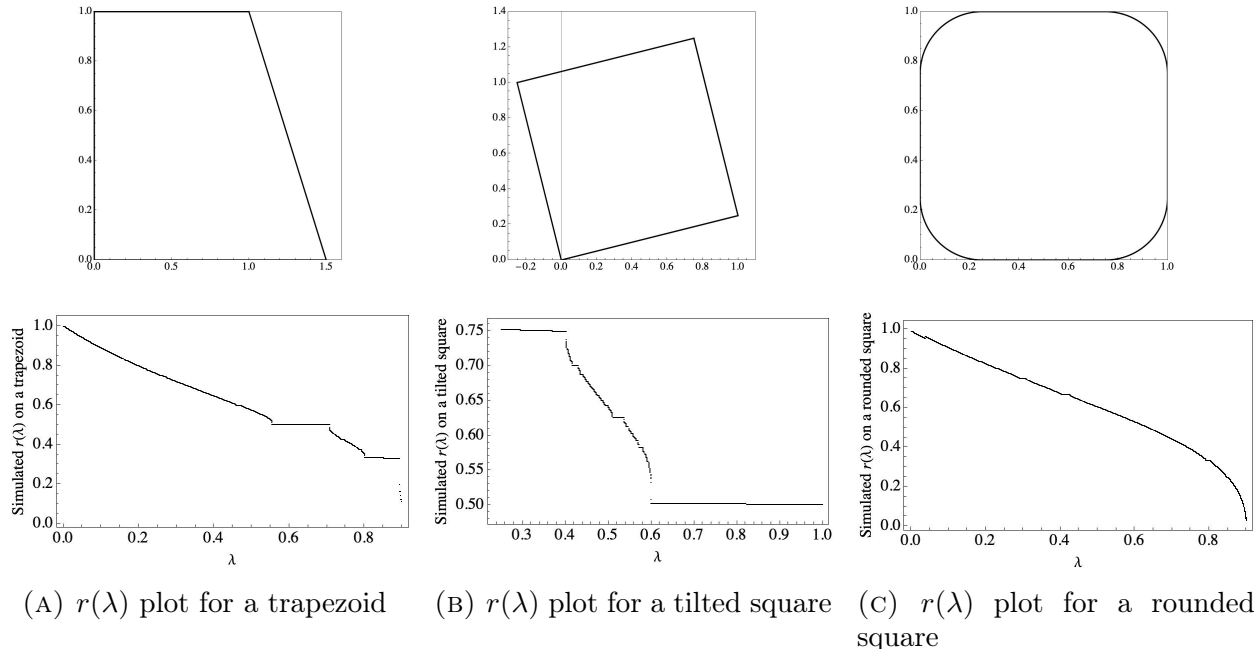 1.0
0.8
0.6
0.4
0.2
0.0
0.0 0.5 1.0 1.5
1.4
1.2
1.0
0.8
0.6
0.4
0.2
0.0
−0.2 0.0 0.2 0.4 0.6 0.8 1.0
1.0
0.8
0.6
0.4
0.2
0.0
0.0 0.2 0.4 0.6 0.8 1.0
Simulated r(λ) on a trapezoid
1.0
0.8
0.6
0.4
0.2
0.0
0.0 0.2 0.4 0.6 0.8
λ
Simulated r(λ) on a tilted square
0.75
0.70
0.65
0.60
0.55
0.50
0.3 0.4 0.5 0.6 0.7 0.8 0.9 1.0
λ
Simulated r(λ) on a rounded square
1.0
0.8
0.6
0.4
0.2
0.0
0.0 0.2 0.4 0.6 0.8
λ
(A) r(λ) plot for a trapezoid
(B) r(λ) plot for a tilted square
(C) r(λ) plot for a rounded
square